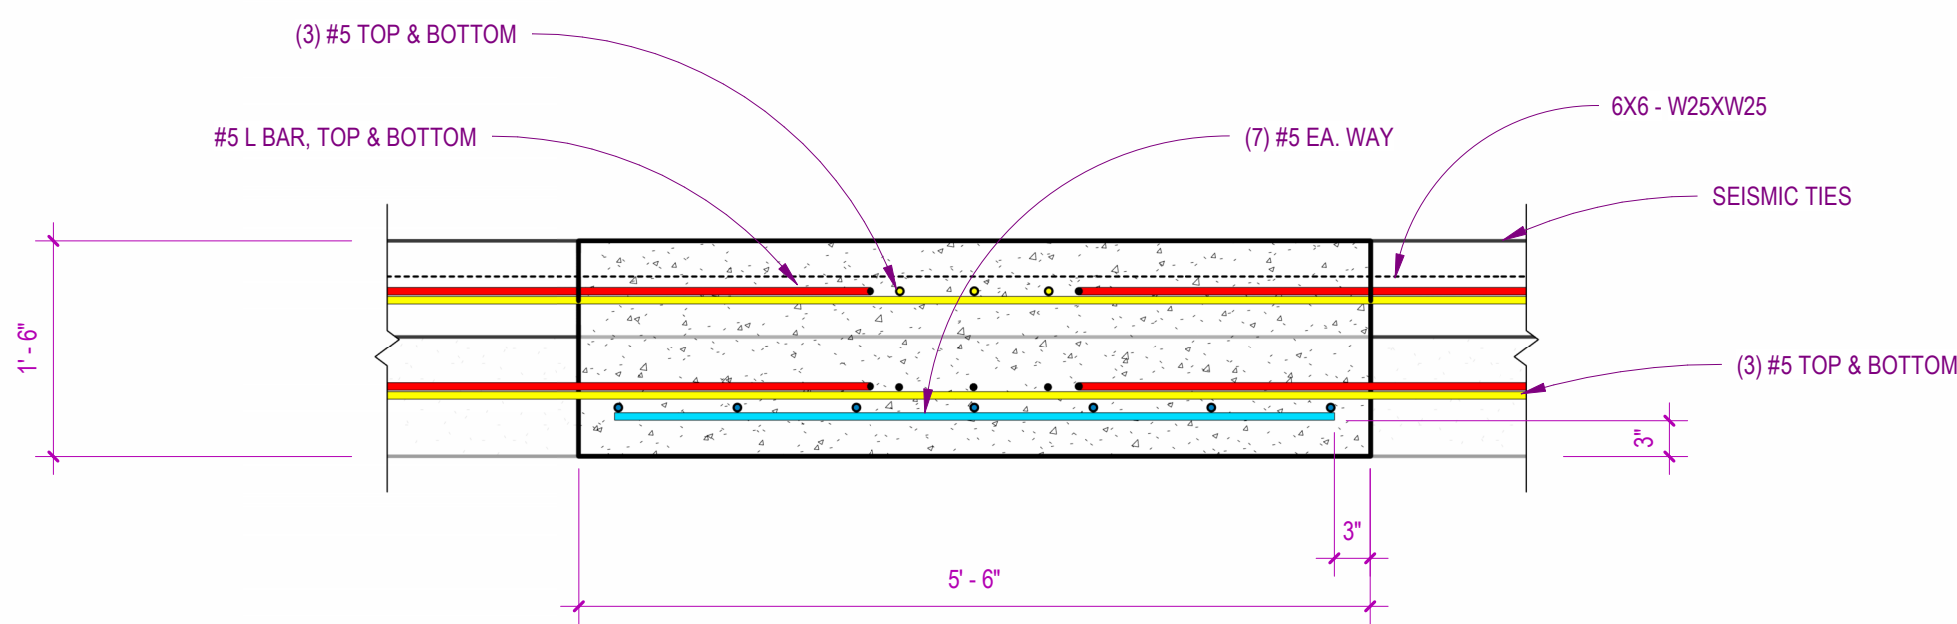 (3) #5 TOP & BOTTOM
6X6 - W25XW25
#5 L BAR, TOP & BOTTOM
(7) #5 EA. WAY
SEISMIC TIES
1' - 6"
(3) #5 TOP & BOTTOM
3"
3"
5' - 6"